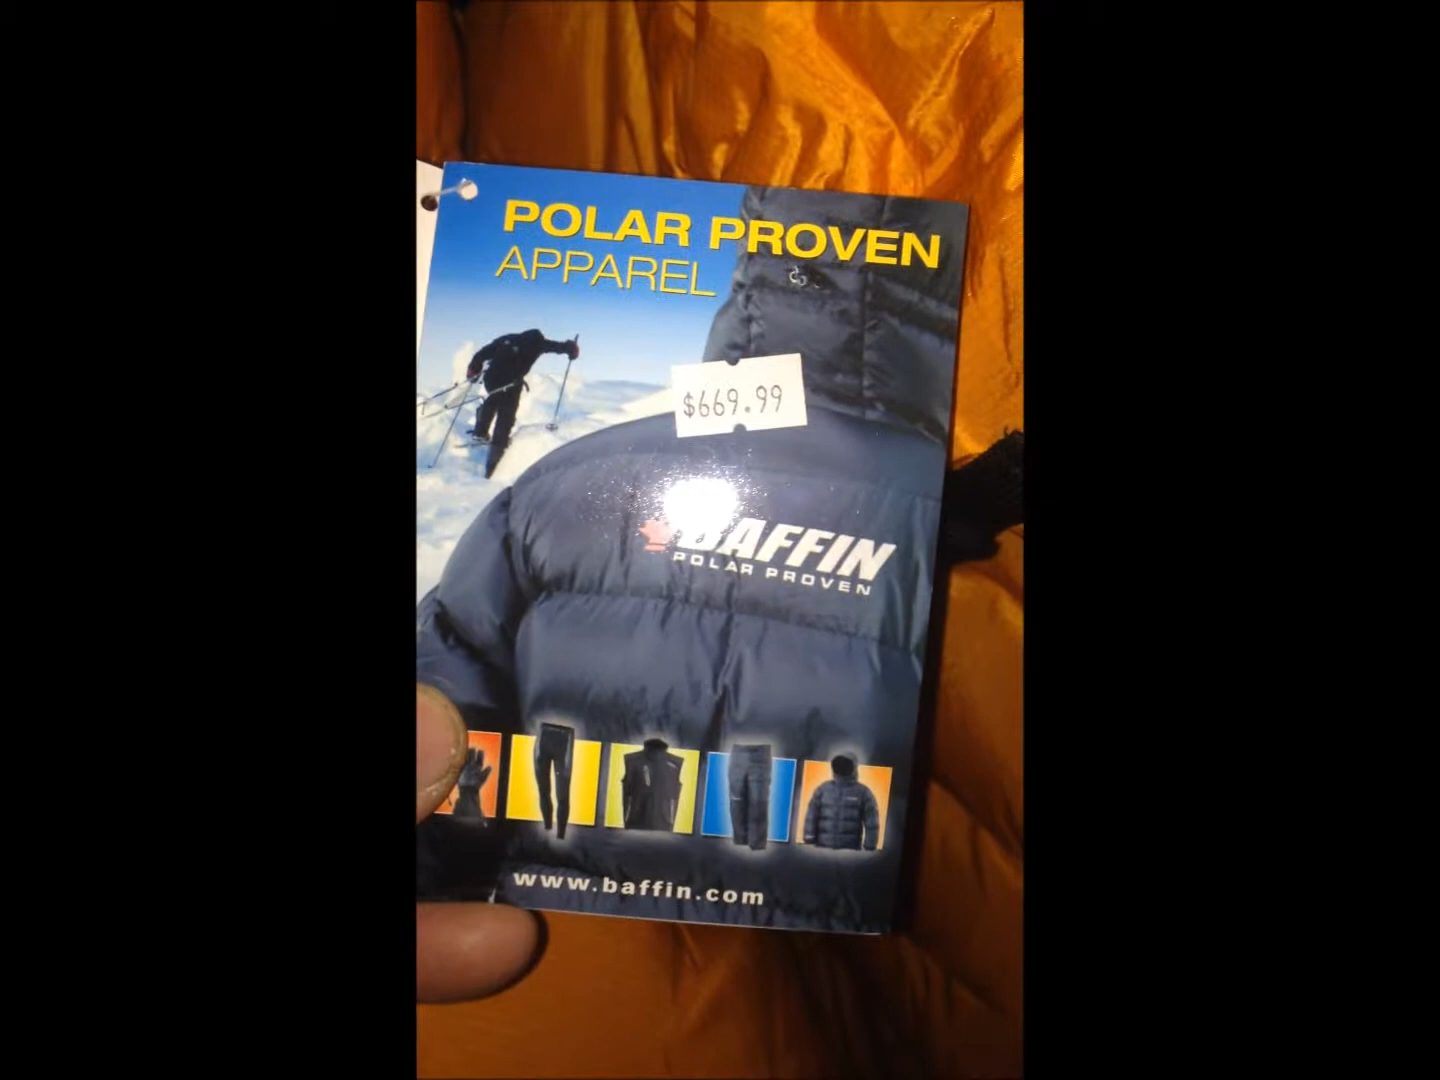 POLAR PROVEN
APPAREL
$669.99
BAFFIN
POLAR PROVEN
www.baffin.com